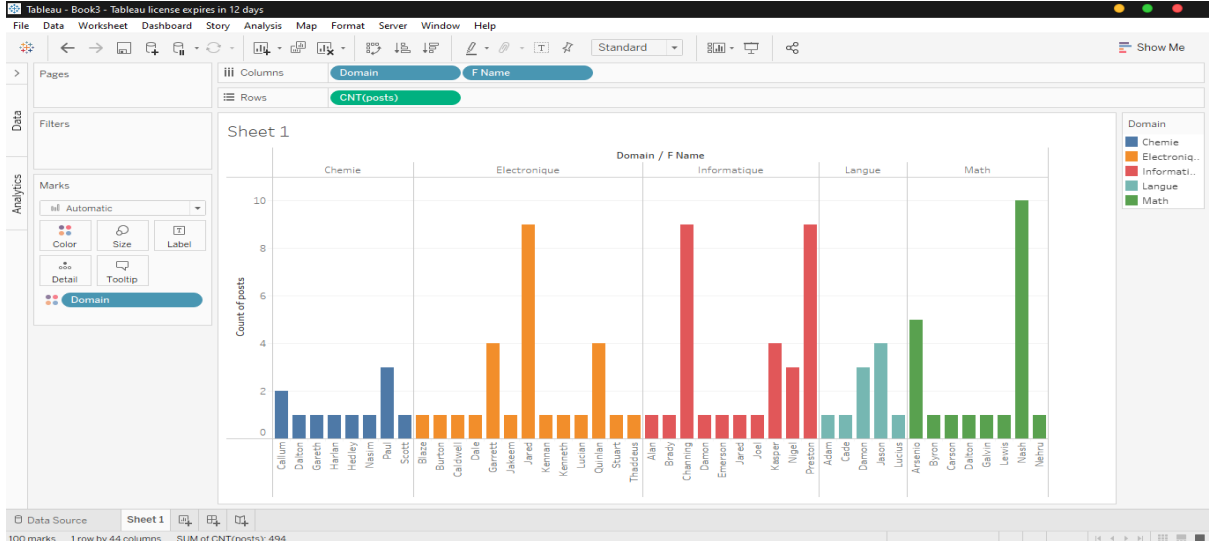 Tableau - Book3 - Tableau license expires in 12 days
File Data Worksheet Dashboard Story Analysis Map Format Server Window Help
Standard
Show Me
Pages
iii Columns Domain F Name
Rows CNT(posts)
Data
Analytics
Filters
Marks
Automatic
Color Size Label
Detail Tooltip
Domain
Sheet 1
Domain / F Name
Chemie Electronique Informatique Langue Math
Count of posts
10
8
6
4
2
0
Callum
Dalton
Gareth
Harlan
Hedley
Nasim
Paul
Scott
Blaze
Burton
Caldwell
Dale
Garrett
Jakeem
Jared
Kennan
Kenneth
Lucian
Quinlan
Stuart
Thaddeus
Alan
Brady
Channing
Damon
Emerson
Jared
Joel
Kasper
Nigel
Preston
Adam
Cade
Damon
Jason
Lucius
Arsenio
Byron
Carson
Dalton
Galvin
Lewis
Nash
Nehru
Domain
Chemie
Electroniq..
Informati..
Langue
Math
Data Source Sheet 1
100 marks 1 row by 44 columns SUM of CNT(posts): 494